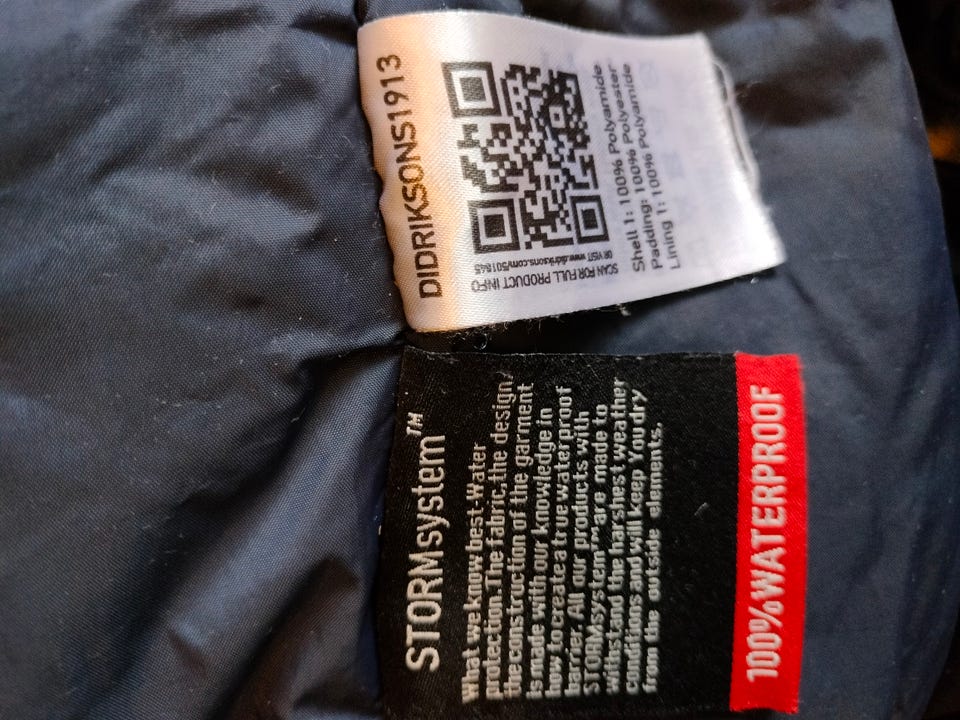 DIDRIKSONS1913
SCAN FOR FULL PRODUCT INFO
OR VISIT www.didriksons.com/501845
Shell 1: 100% Polyamide
Padding: 100% Polyester
Lining 1: 100% Polyamide
STORMsystem™
What we know best. Water
protection. The fabric, the design,
the construction of the garment
is made with our knowledge in
how to create a true waterproof
barrier. All our products with
STORMsystem™ are made to
withstand the harshest weather
conditions and will keep You dry
from the outside elements.
100% WATERPROOF